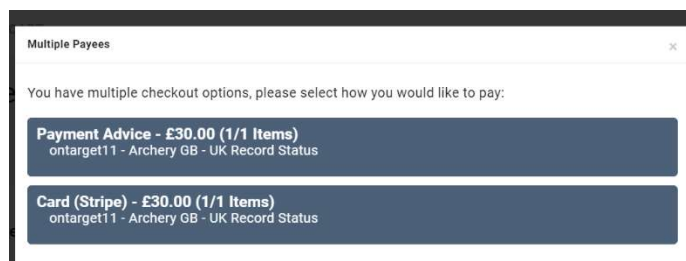 Multiple Payees
×
You have multiple checkout options, please select how you would like to pay:
Payment Advice - £30.00 (1/1 Items)
ontarget11 - Archery GB - UK Record Status
Card (Stripe) - £30.00 (1/1 Items)
ontarget11 - Archery GB - UK Record Status